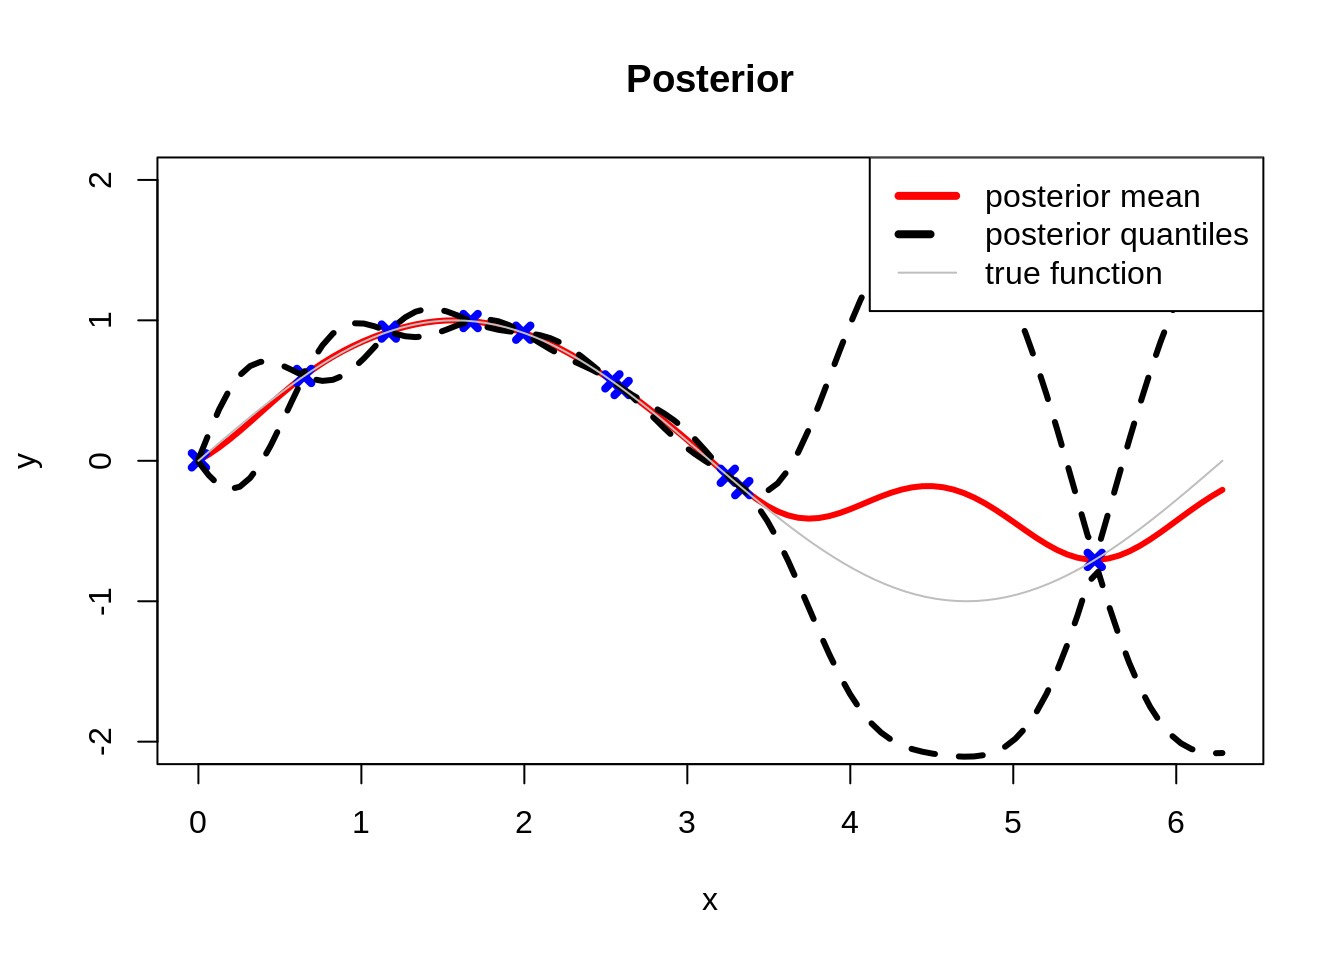 Posterior
posterior mean
posterior quantiles
true function
2
1
0
-1
-2
y
0 1 2 3 4 5 6
x